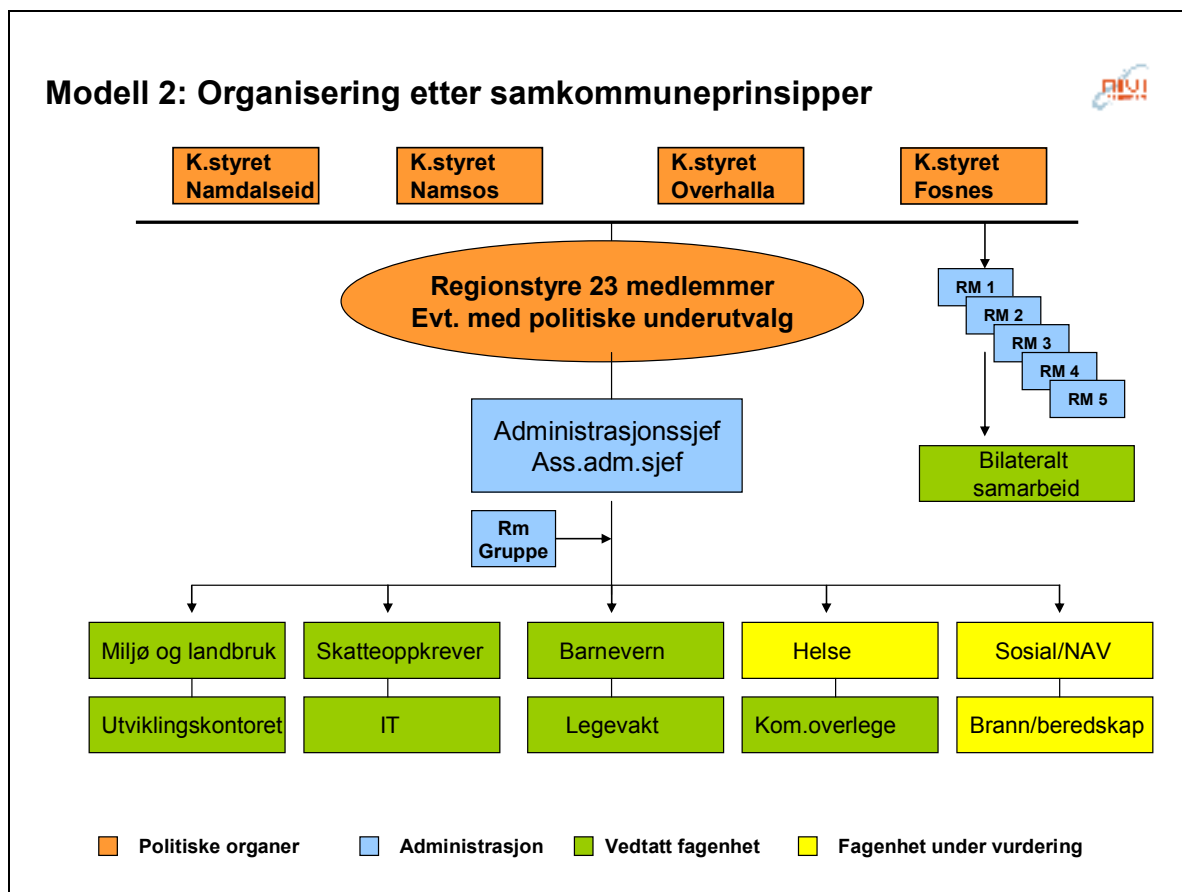 Modell 2: Organisering etter samkommuneprinsipper
K.styret
Namdalseid
K.styret
Namsos
K.styret
Overhalla
K.styret
Fosnes
Regionstyre 23 medlemmer
Evt. med politiske underutvalg
RM 1
RM 2
RM 3
RM 4
RM 5
Administrasjonssjef
Ass.adm.sjef
Bilateralt
samarbeid
Rm
Gruppe
Miljø og landbruk
Skatteoppkrever
Barnevern
Helse
Sosial/NAV
Utviklingskontoret
IT
Legevakt
Kom.overlege
Brann/beredskap
Politiske organer
Administrasjon
Vedtatt fagenhet
Fagenhet under vurdering